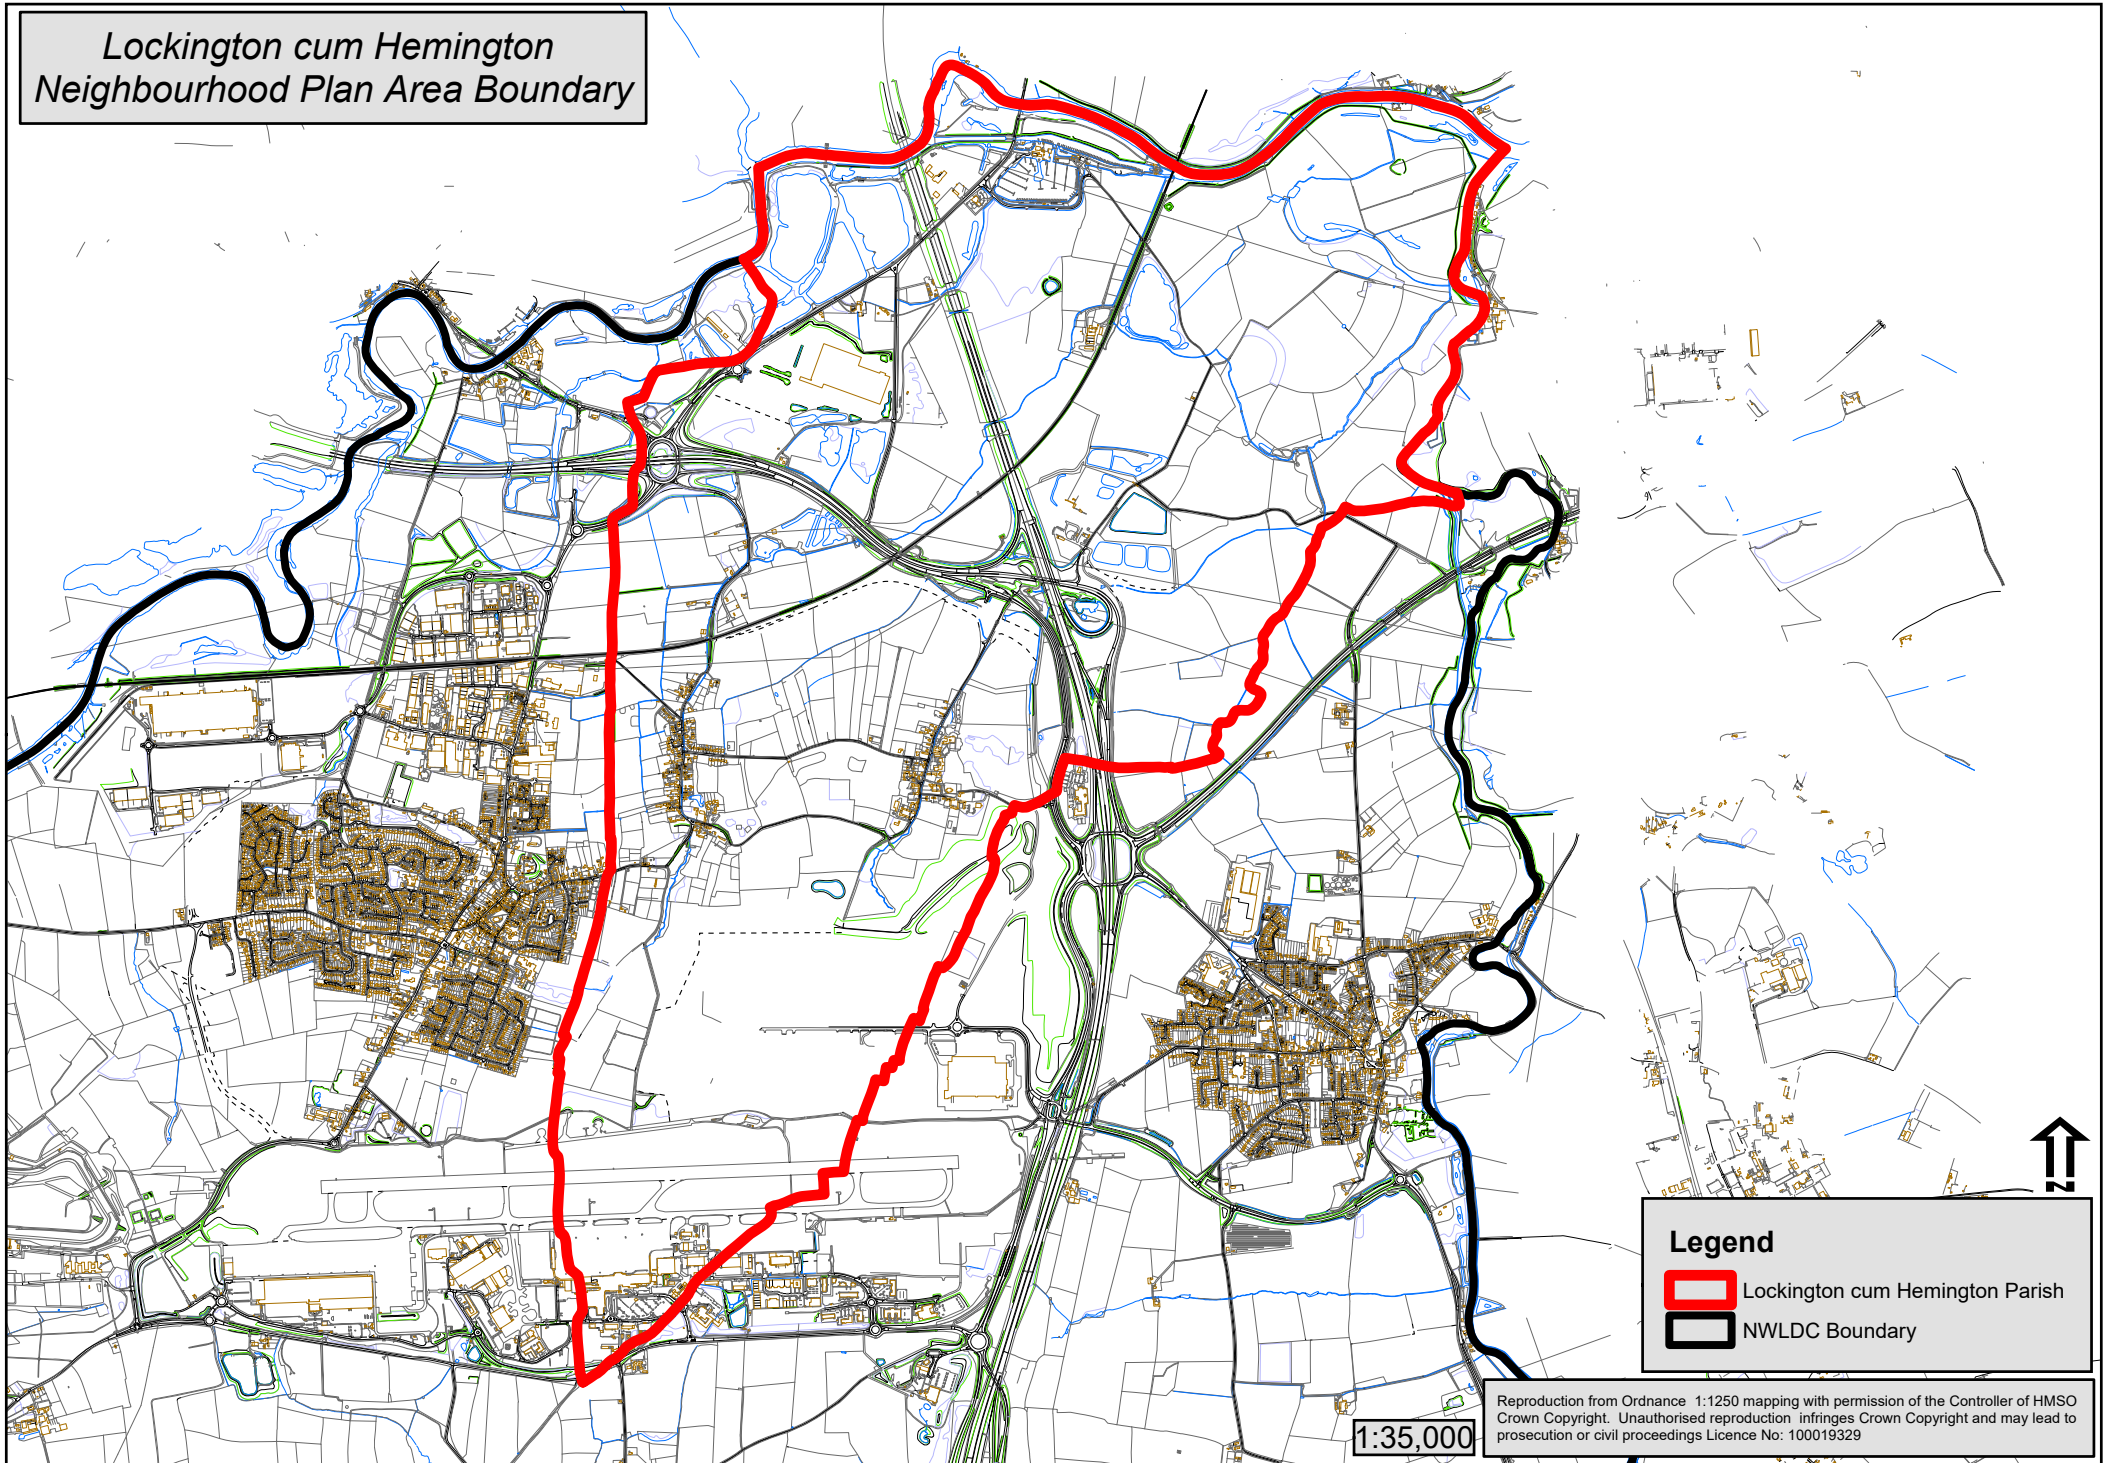 Lockington cum Hemington
Neighbourhood Plan Area Boundary
N
Legend
Lockington cum Hemington Parish
NWLDC Boundary
1:35,000
Reproduction from Ordnance 1:1250 mapping with permission of the Controller of HMSO
Crown Copyright. Unauthorised reproduction infringes Crown Copyright and may lead to
prosecution or civil proceedings Licence No: 100019329